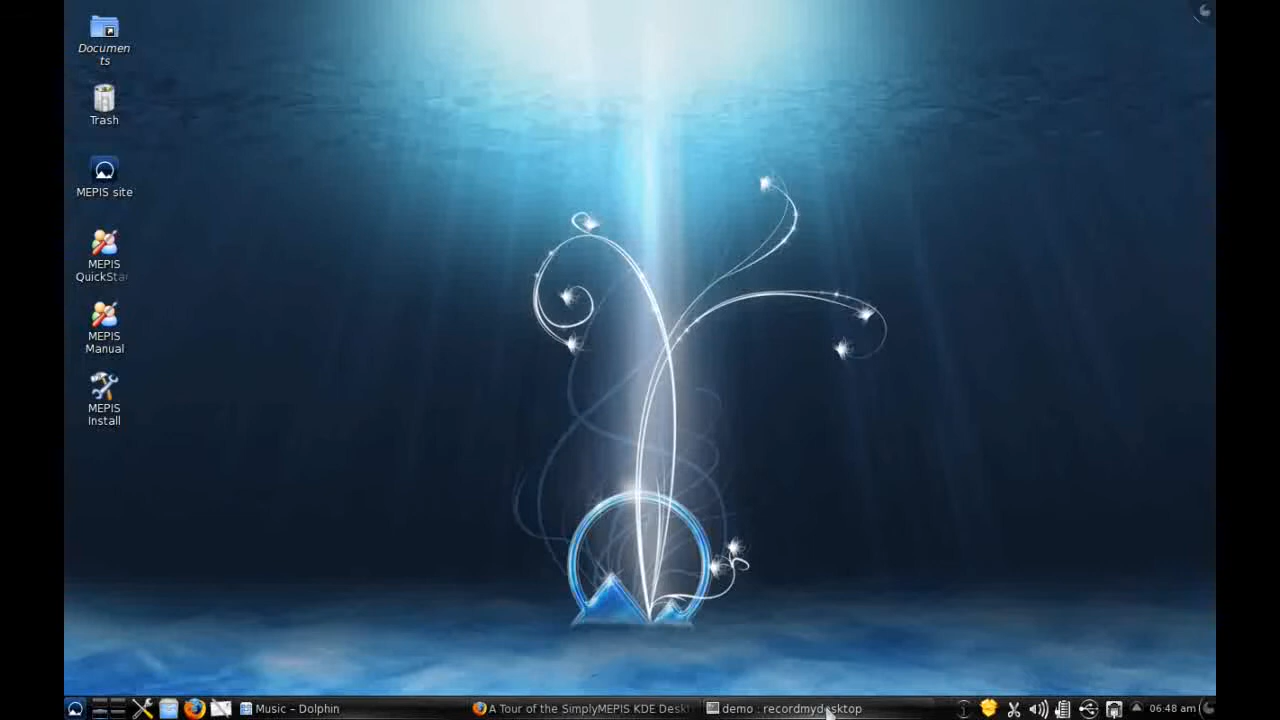 Documen
ts
Trash
MEPIS site
MEPIS
QuickStar
MEPIS
Manual
MEPIS
Install
Music – Dolphin
A Tour of the SimplyMEPIS KDE Deskt
demo : recordmydesktop
06:48 am